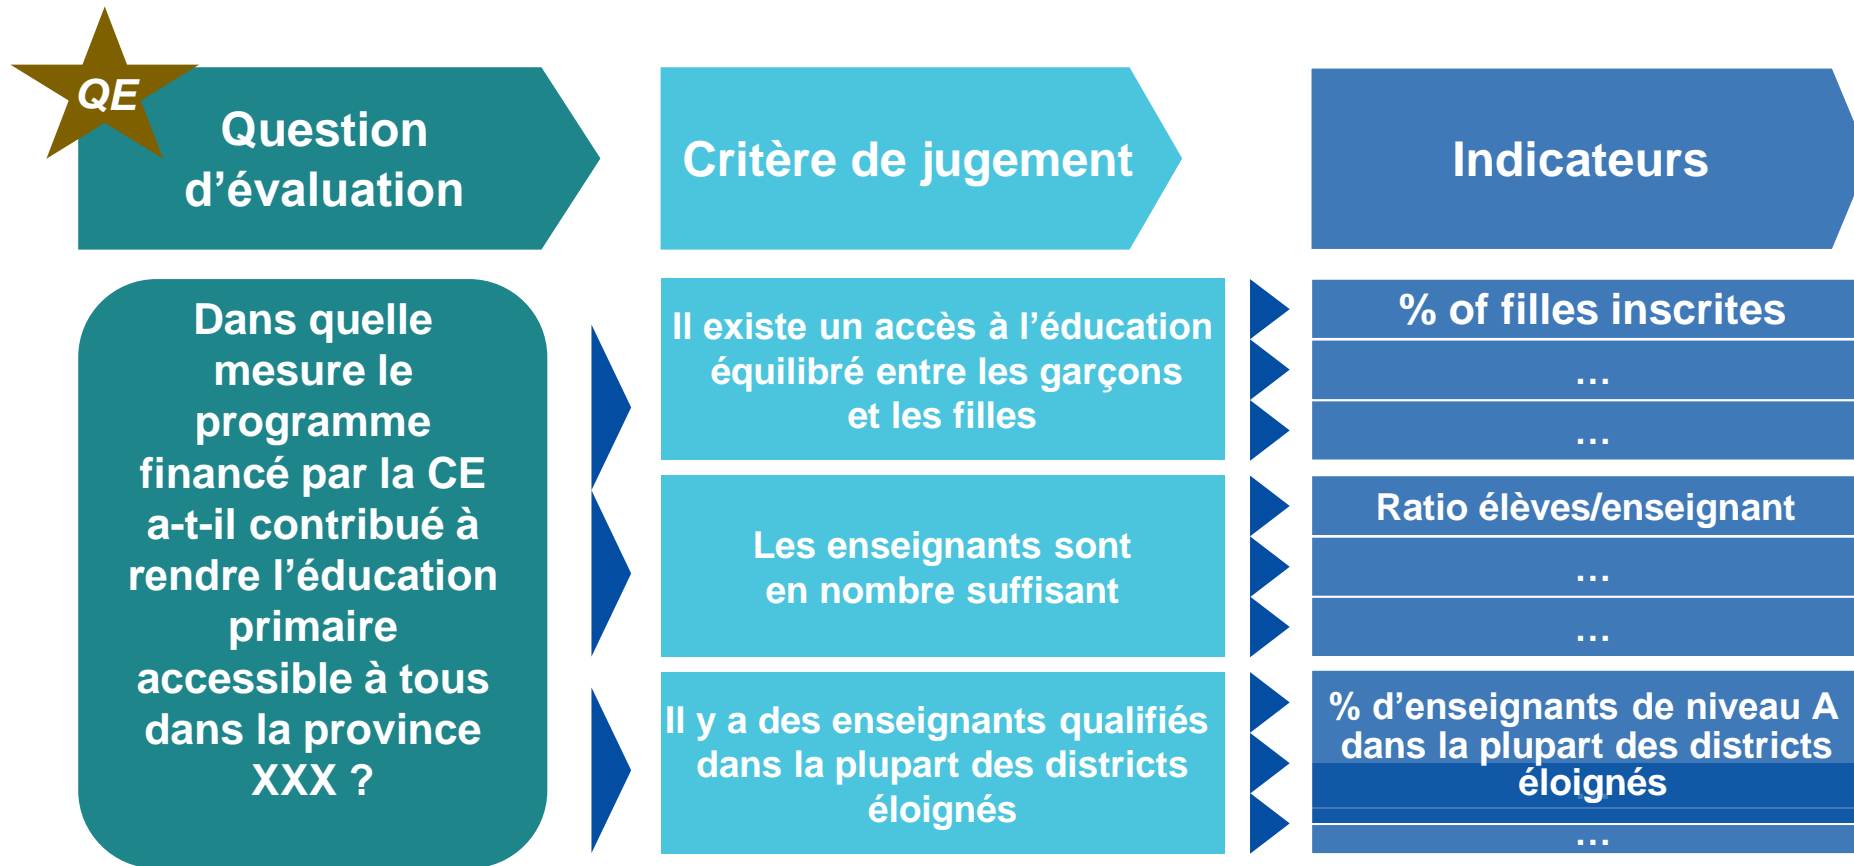 QE
Question
d’évaluation
Critère de jugement
Indicateurs
Dans quelle
mesure le
programme
financé par la CE
a-t-il contribué à
rendre l’éducation
primaire
accessible à tous
dans la province
XXX ?
Il existe un accès à l’éducation
équilibré entre les garçons
et les filles
% of filles inscrites
…
…
Les enseignants sont
en nombre suffisant
Ratio élèves/enseignant
…
…
Il y a des enseignants qualifiés
dans la plupart des districts
éloignés
% d’enseignants de niveau A
dans la plupart des districts
éloignés
…
…